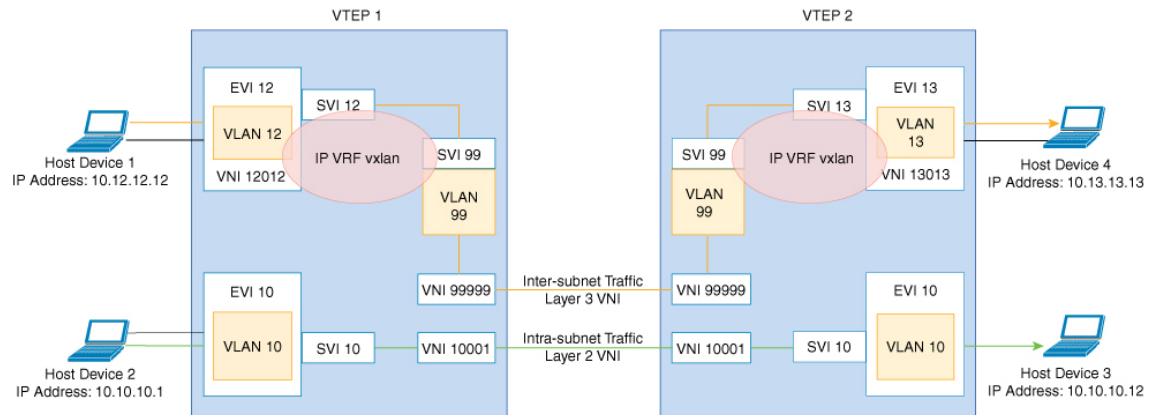 VTEP 1
VTEP 2
EVI 12
SVI 12
VLAN 12
VNI 12012
IP VRF vxlan
SVI 99
VLAN
99
VNI 99999
Host Device 1
IP Address: 10.12.12.12
SVI 13
EVI 13
VLAN
13
VNI 13013
IP VRF vxlan
SVI 99
VLAN
99
VNI 99999
Host Device 4
IP Address: 10.13.13.13
Inter-subnet Traffic
Layer 3 VNI
EVI 10
VLAN 10
SVI 10
VNI 10001
Intra-subnet Traffic
Layer 2 VNI
VNI 10001
SVI 10
EVI 10
VLAN 10
Host Device 2
IP Address: 10.10.10.1
Host Device 3
IP Address: 10.10.10.12